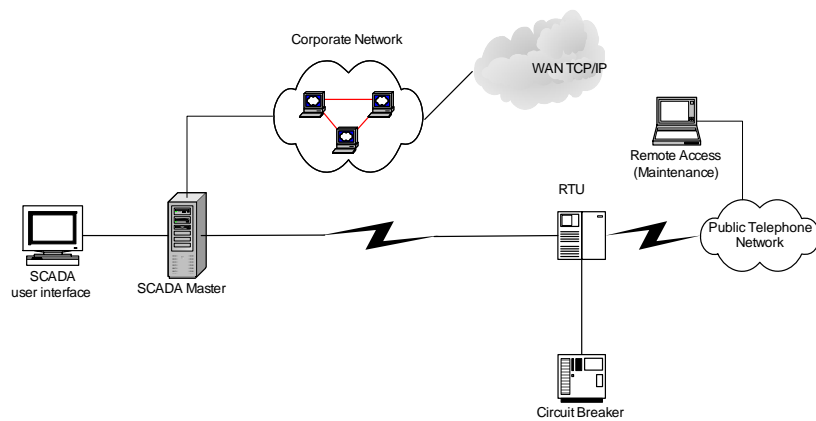 Corporate Network
WAN TCP/IP
Remote Access
(Maintenance)
RTU
Public Telephone
Network
SCADA
user interface
SCADA Master
Circuit Breaker